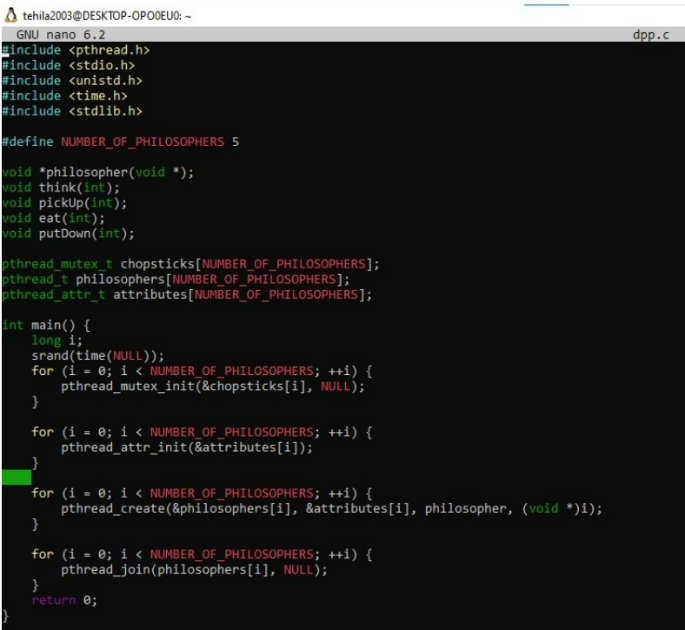 tehila2003@DESKTOP-OPO0EU0: ~
GNU nano 6.2 dpp.c
#include <pthread.h>
#include <stdio.h>
#include <unistd.h>
#include <time.h>
#include <stdlib.h>

#define NUMBER_OF_PHILOSOPHERS 5

void *philosopher(void *);
void think(int);
void pickUp(int);
void eat(int);
void putDown(int);

pthread_mutex_t chopsticks[NUMBER_OF_PHILOSOPHERS];
pthread_t philosophers[NUMBER_OF_PHILOSOPHERS];
pthread_attr_t attributes[NUMBER_OF_PHILOSOPHERS];

int main() {
    long i;
    srand(time(NULL));
    for (i = 0; i < NUMBER_OF_PHILOSOPHERS; ++i) {
        pthread_mutex_init(&chopsticks[i], NULL);
    }

    for (i = 0; i < NUMBER_OF_PHILOSOPHERS; ++i) {
        pthread_attr_init(&attributes[i]);
    }

    for (i = 0; i < NUMBER_OF_PHILOSOPHERS; ++i) {
        pthread_create(&philosophers[i], &attributes[i], philosopher, (void *)i);
    }

    for (i = 0; i < NUMBER_OF_PHILOSOPHERS; ++i) {
        pthread_join(philosophers[i], NULL);
    }
    return 0;
}